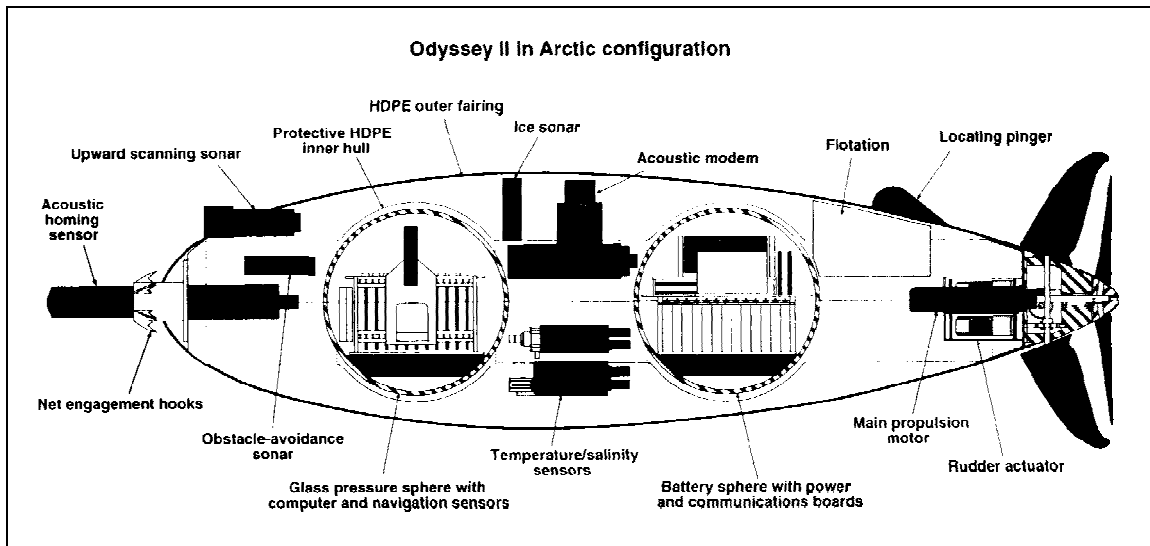 Odyssey II in Arctic configuration
HDPE outer fairing
Protective HDPE
inner hull
Ice sonar
Upward scanning sonar
Acoustic modem
Flotation
Locating pinger
Acoustic
homing
sensor
Net engagement hooks
Obstacle-avoidance
sonar
Glass pressure sphere with
computer and navigation sensors
Temperature/salinity
sensors
Battery sphere with power
and communications boards
Main propulsion
motor
Rudder actuator